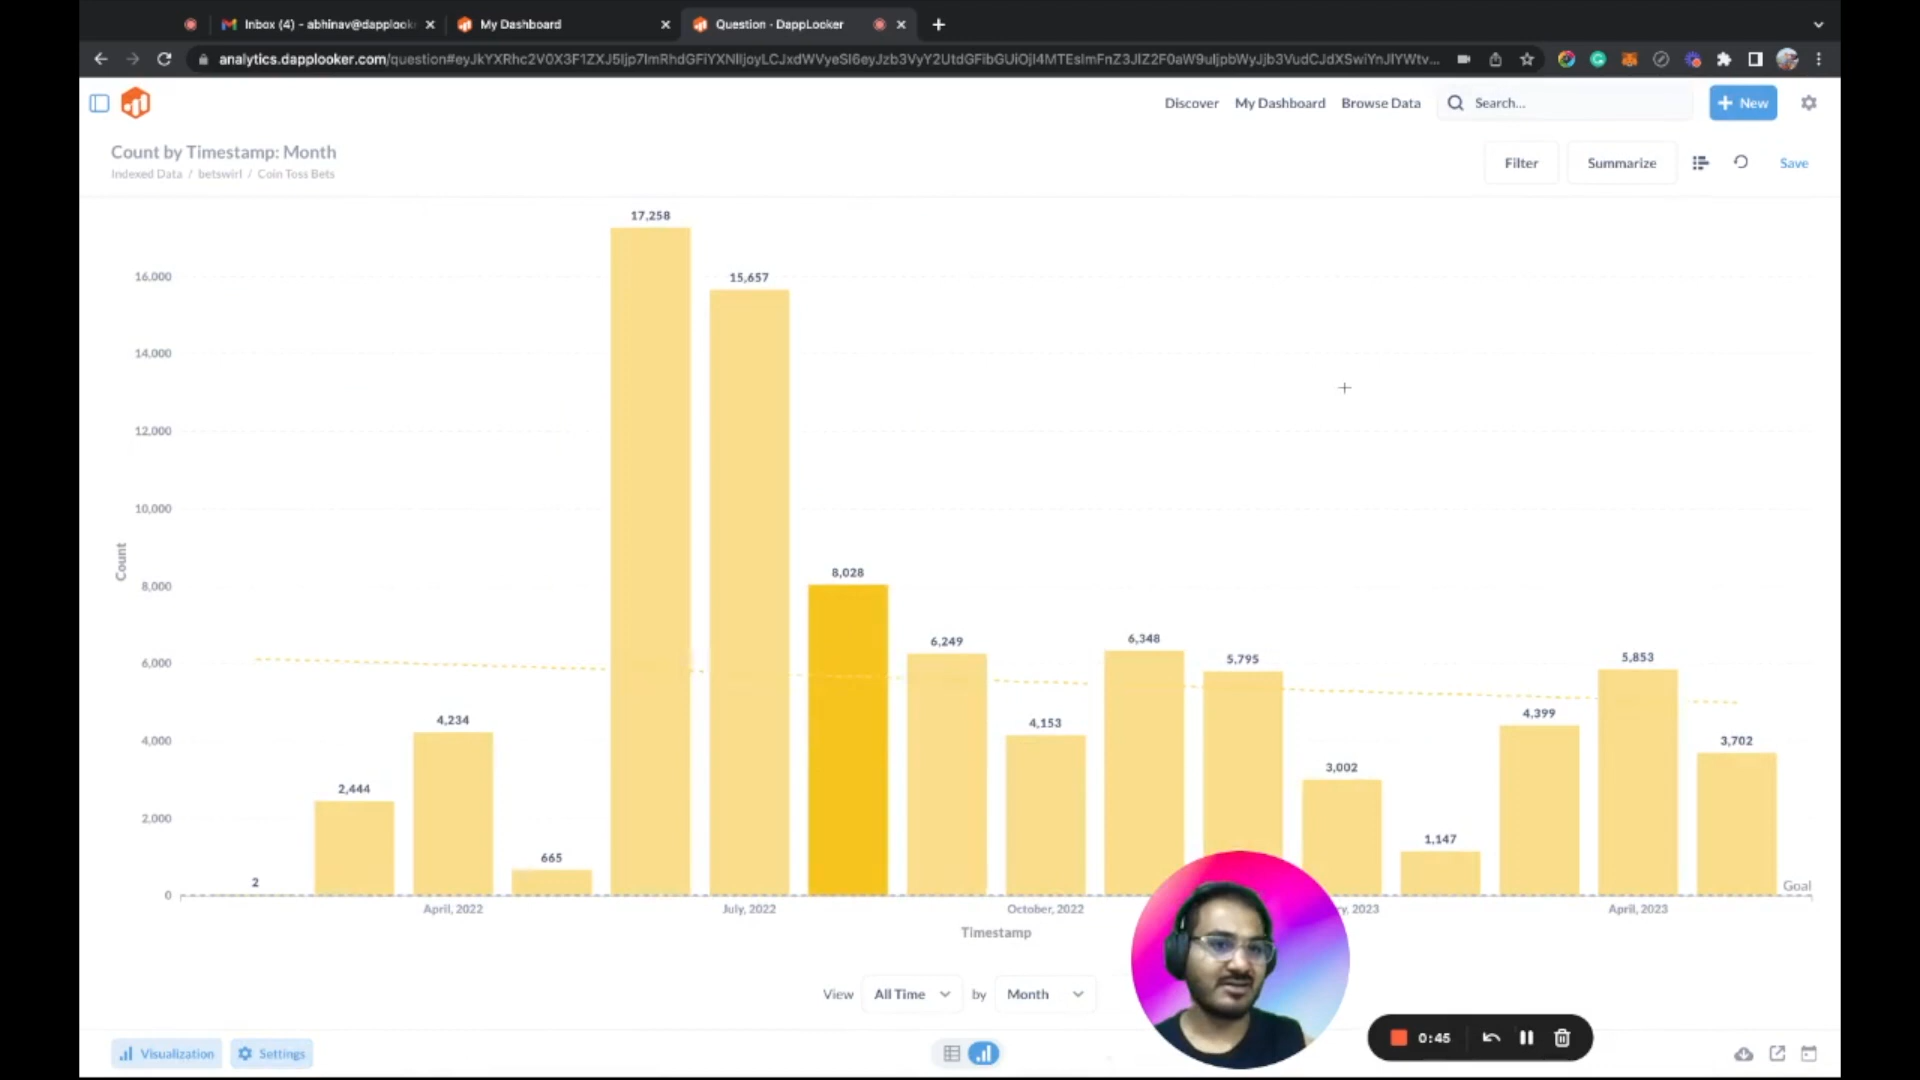 Inbox (4) - abhinav@dapplook
My Dashboard
Question · DappLooker
analytics.dapplooker.com
Discover My Dashboard Browse Data Search... + New
Count by Timestamp: Month
Indexed Data / betswirl / Coin Toss Bets
Filter Summarize Save
17,258
16,000
15,657
14,000
12,000
10,000
Count
8,028
8,000
6,249
6,348
5,795
5,853
6,000
4,234
4,153
4,399
3,702
4,000
2,444
3,002
2,000
665
1,147
2
0
Goal
April, 2022 July, 2022 October, 2022 2023 April, 2023
Timestamp
View All Time by Month
Visualization Settings
0:45